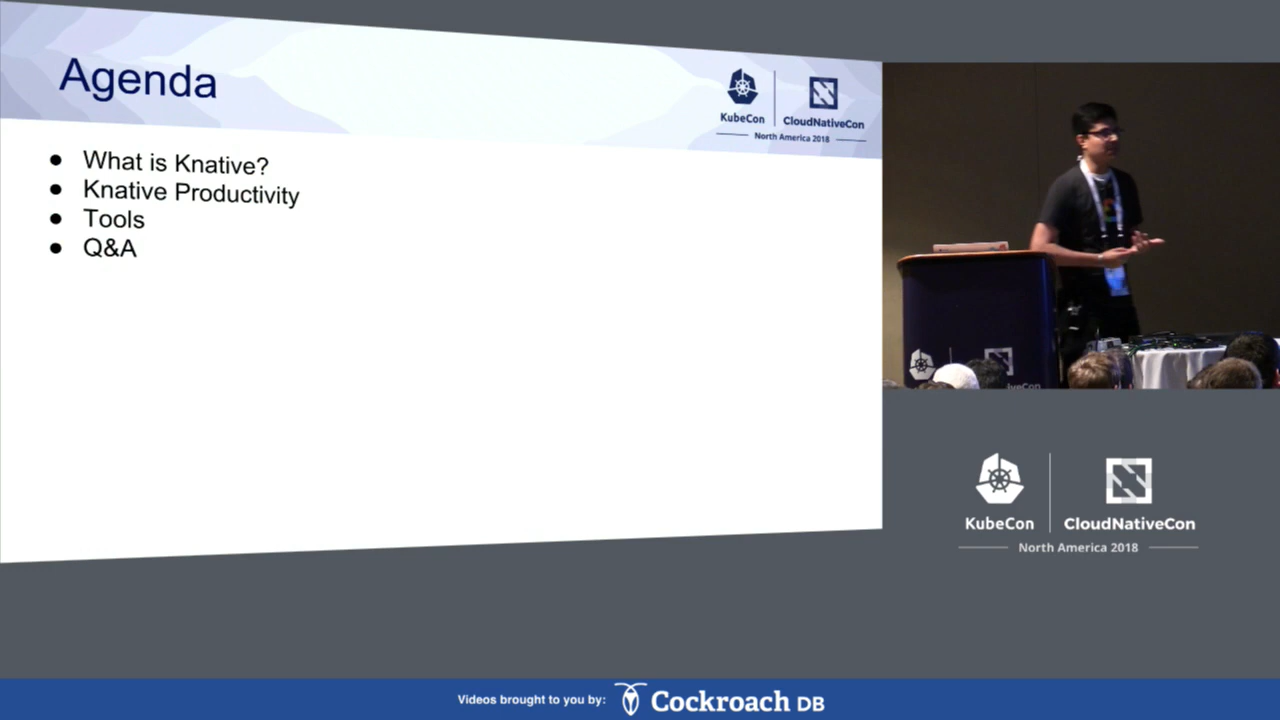 Agenda
KubeCon
CloudNativeCon
North America 2018
● What is Knative?
● Knative Productivity
● Tools
● Q&A
KubeCon
CloudNativeCon
North America 2018
Videos brought to you by:
Cockroach DB